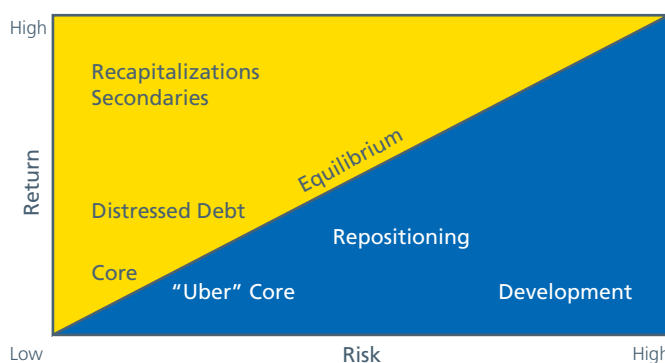 High
Recapitalizations
Secondaries
Equilibrium
Return
Distressed Debt
Repositioning
Core
“Uber” Core
Development
Low
Risk
High